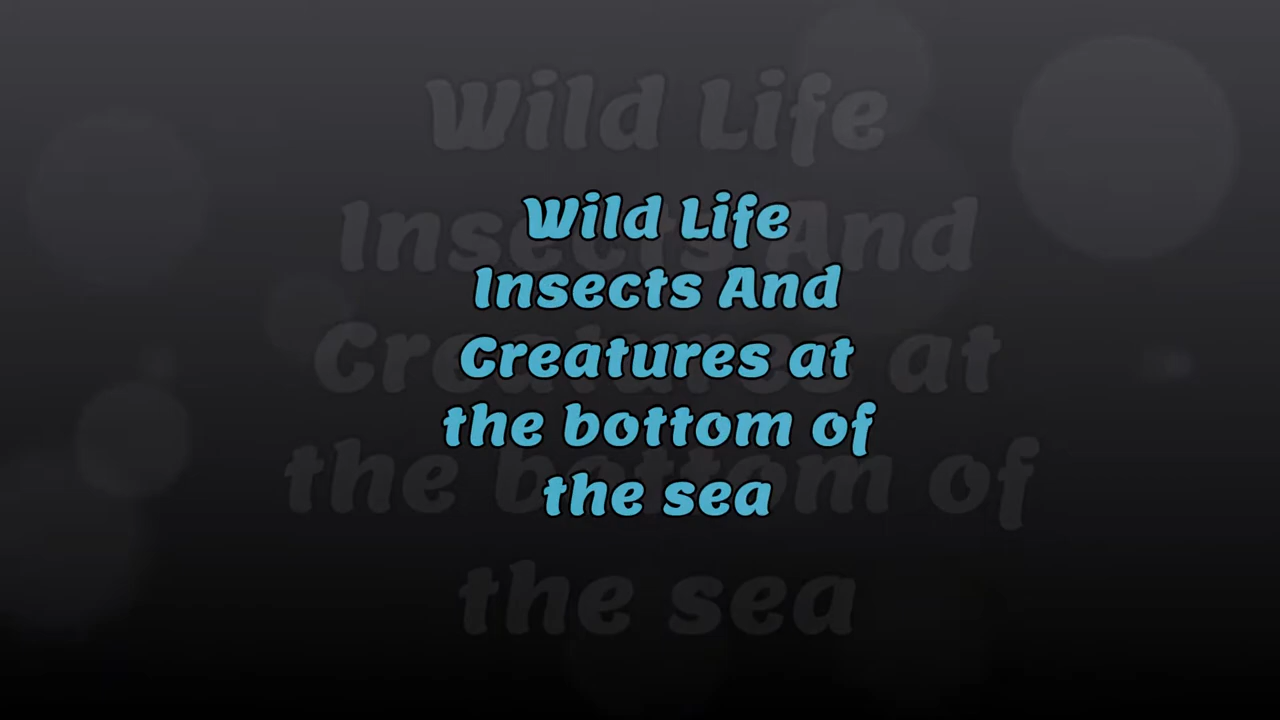 Wild Life
Insects And
Creatures at
the bottom of
the sea